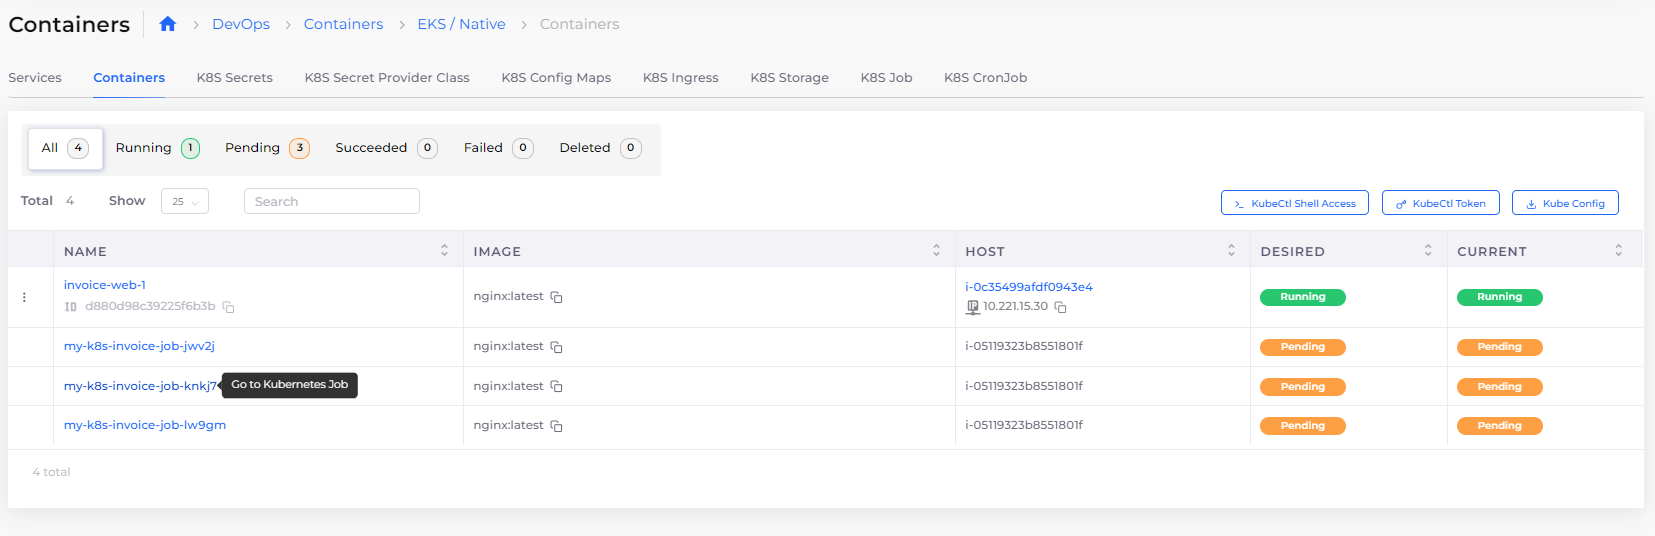 Containers DevOps Containers EKS / Native Containers
Services Containers K8S Secrets K8S Secret Provider Class K8S Config Maps K8S Ingress K8S Storage K8S Job K8S CronJob
All 4 Running 1 Pending 3 Succeeded 0 Failed 0 Deleted 0
Total 4 Show 25 Search KubeCtl Shell Access KubeCtl Token Kube Config
NAME IMAGE HOST DESIRED CURRENT
invoice-web-1 nginx:latest i-0c35499afdf0943e4 Running Running
ID d880d98c39225f6b3b 10.221.15.30
my-k8s-invoice-job-jwv2j nginx:latest i-05119323b8551801f Pending Pending
my-k8s-invoice-job-knkj7 Go to Kubernetes Job nginx:latest i-05119323b8551801f Pending Pending
my-k8s-invoice-job-lw9gm nginx:latest i-05119323b8551801f Pending Pending
4 total